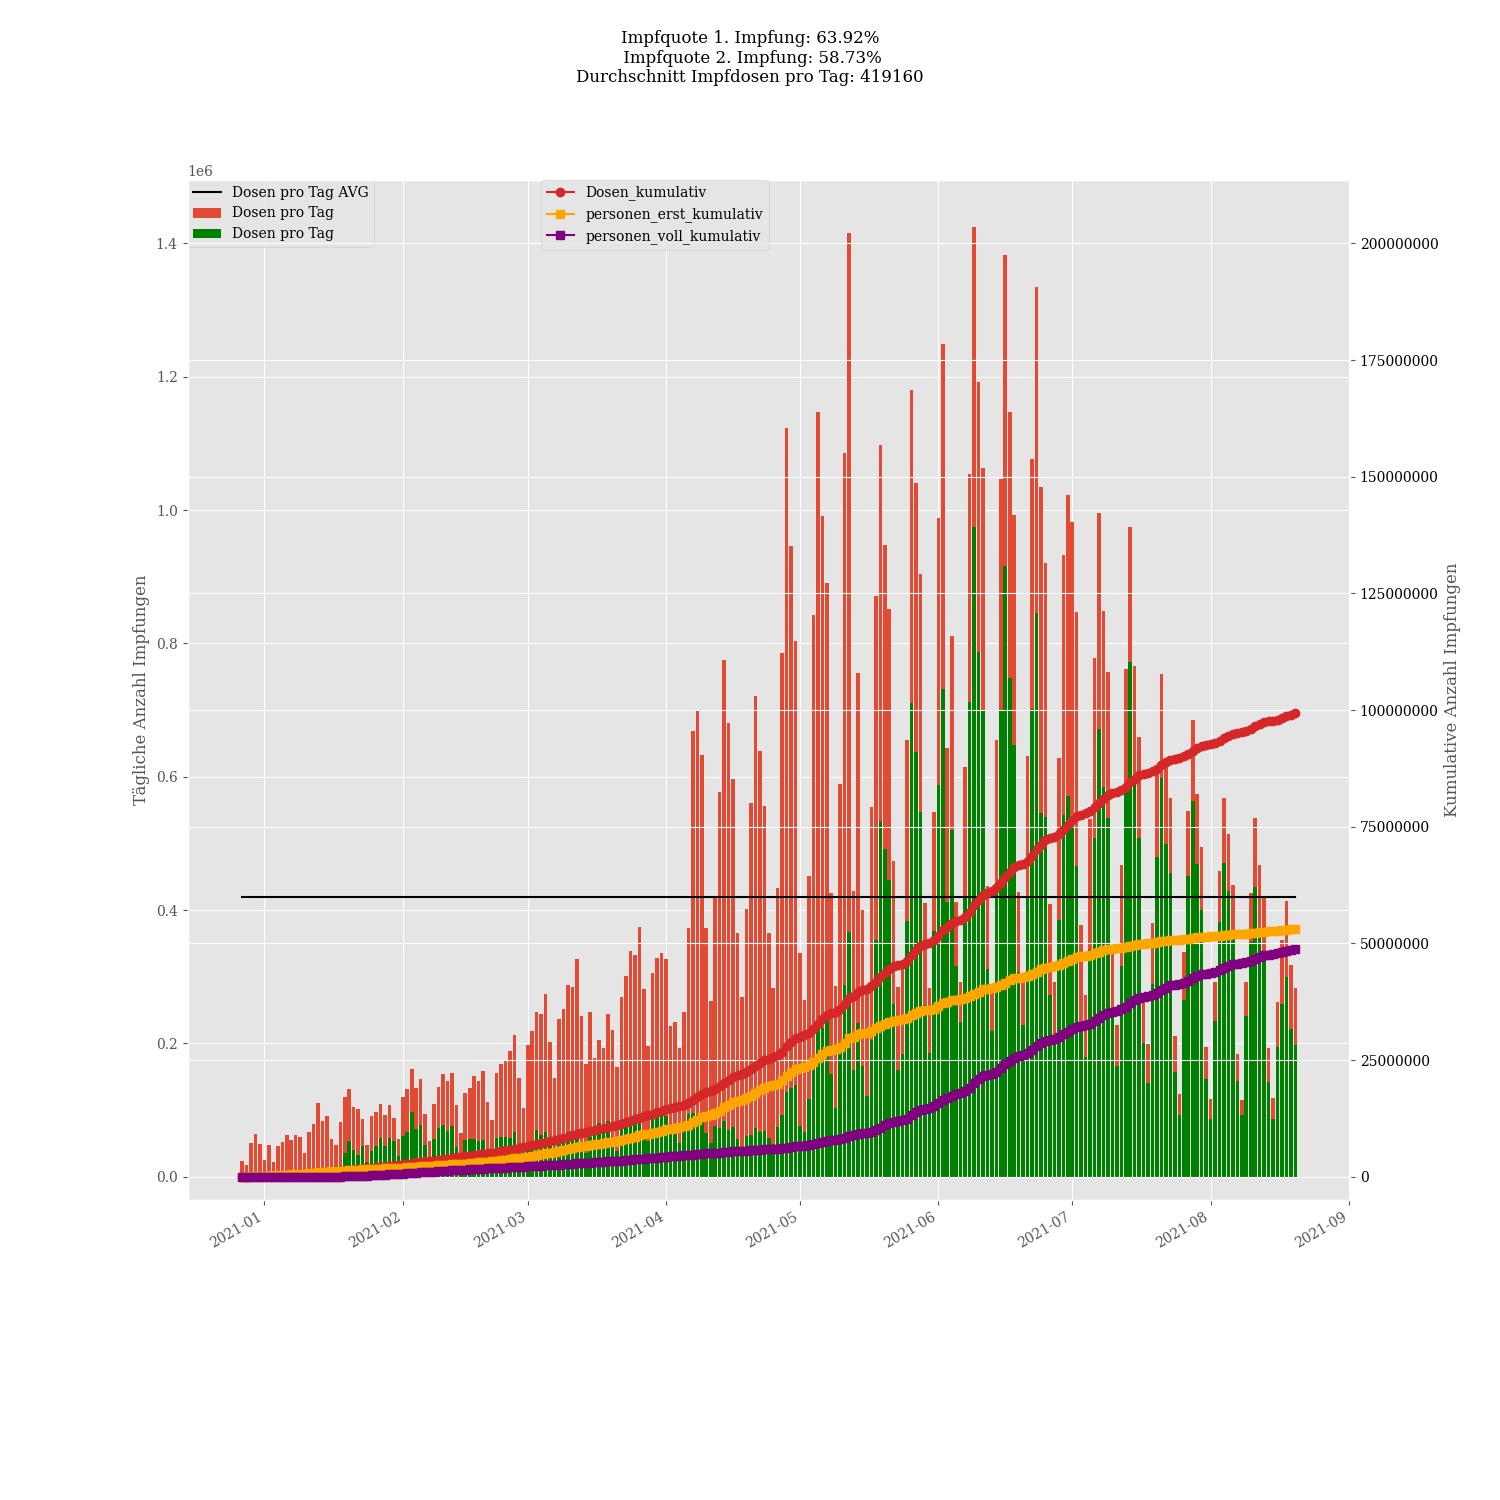 Impfquote 1. Impfung: 63.92%
Impfquote 2. Impfung: 58.73%
Durchschnitt Impfdosen pro Tag: 419160
1e6
Dosen pro Tag AVG
Dosen pro Tag
Dosen pro Tag
Dosen_kumulativ
personen_erst_kumulativ
personen_voll_kumulativ
1.4
1.2
1.0
0.8
0.6
0.4
0.2
0.0
Tägliche Anzahl Impfungen
200000000
175000000
150000000
125000000
100000000
75000000
50000000
25000000
0
Kumulative Anzahl Impfungen
2021-01
2021-02
2021-03
2021-04
2021-05
2021-06
2021-07
2021-08
2021-09